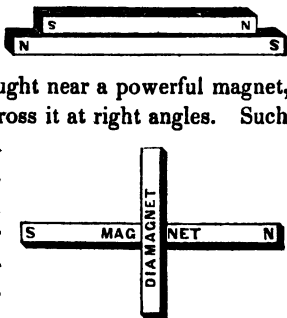 S N
N S
ught near a powerful magnet,
ross it at right angles. Such
DIAMAGNET
S MAG NET N